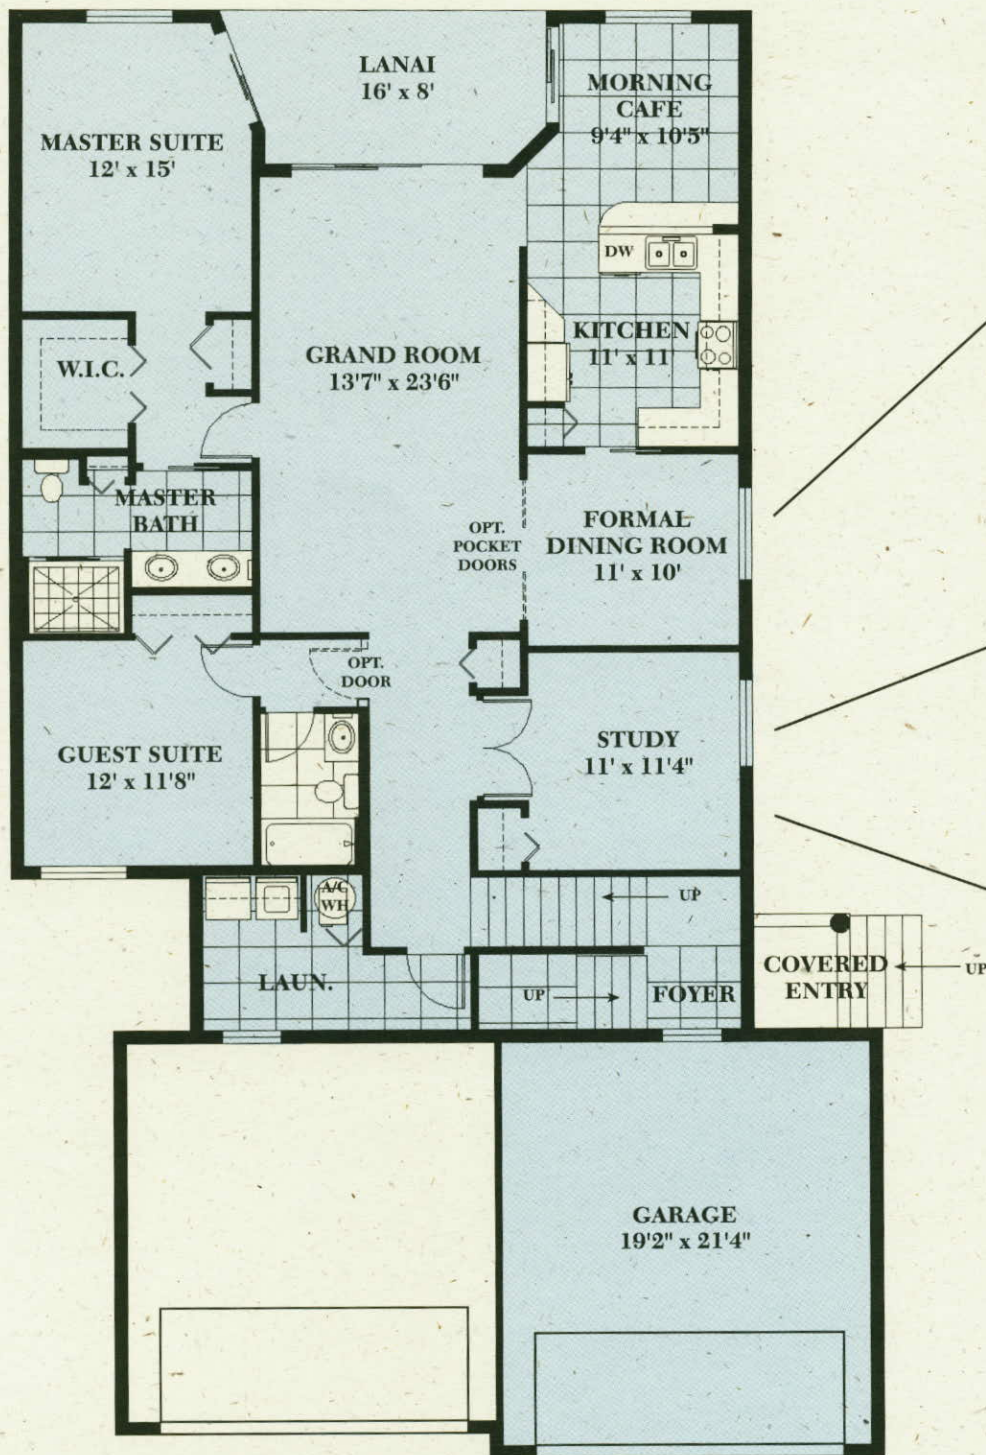 LANAI
16' x 8'
MORNING
CAFE
9'4" x 10'5"
MASTER SUITE
12' x 15'
DW
KITCHEN
11' x 11'
W.I.C.
GRAND ROOM
13'7" x 23'6"
MASTER
BATH
OPT.
POCKET
DOORS
FORMAL
DINING ROOM
11' x 10'
OPT.
DOOR
GUEST SUITE
12' x 11'8"
STUDY
11' x 11'4"
A/C
WH
UP
LAUN.
UP
FOYER
COVERED
ENTRY
UP
GARAGE
19'2" x 21'4"